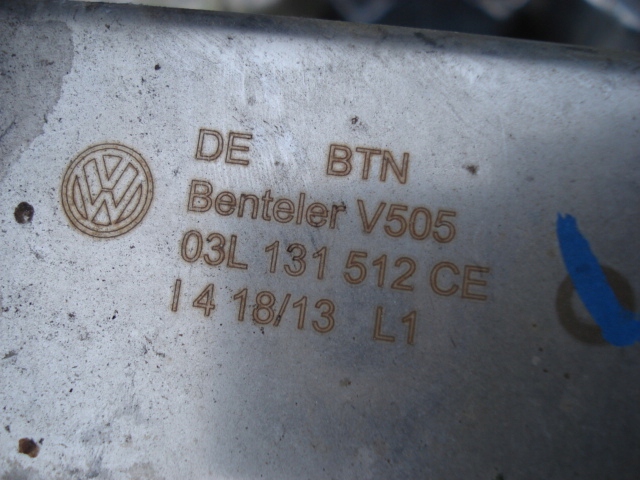 DE BTN
Benteler V505
03L 131 512 CE
I 4 18/13 L1